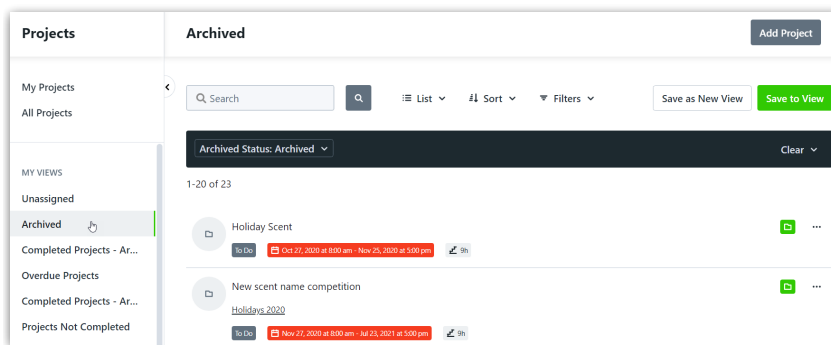 Projects
Archived
Add Project
My Projects
All Projects
Search
List
Sort
Filters
Save as New View
Save to View
Archived Status: Archived
Clear
MY VIEWS
1-20 of 23
Unassigned
Archived
Completed Projects - Ar...
Overdue Projects
Completed Projects - Ar...
Projects Not Completed
Holiday Scent
To Do
Oct 27, 2020 at 8:00 am - Nov 25, 2020 at 5:00 pm
9h
New scent name competition
Holidays 2020
To Do
Nov 27, 2020 at 8:00 am - Jul 23, 2021 at 5:00 pm
9h